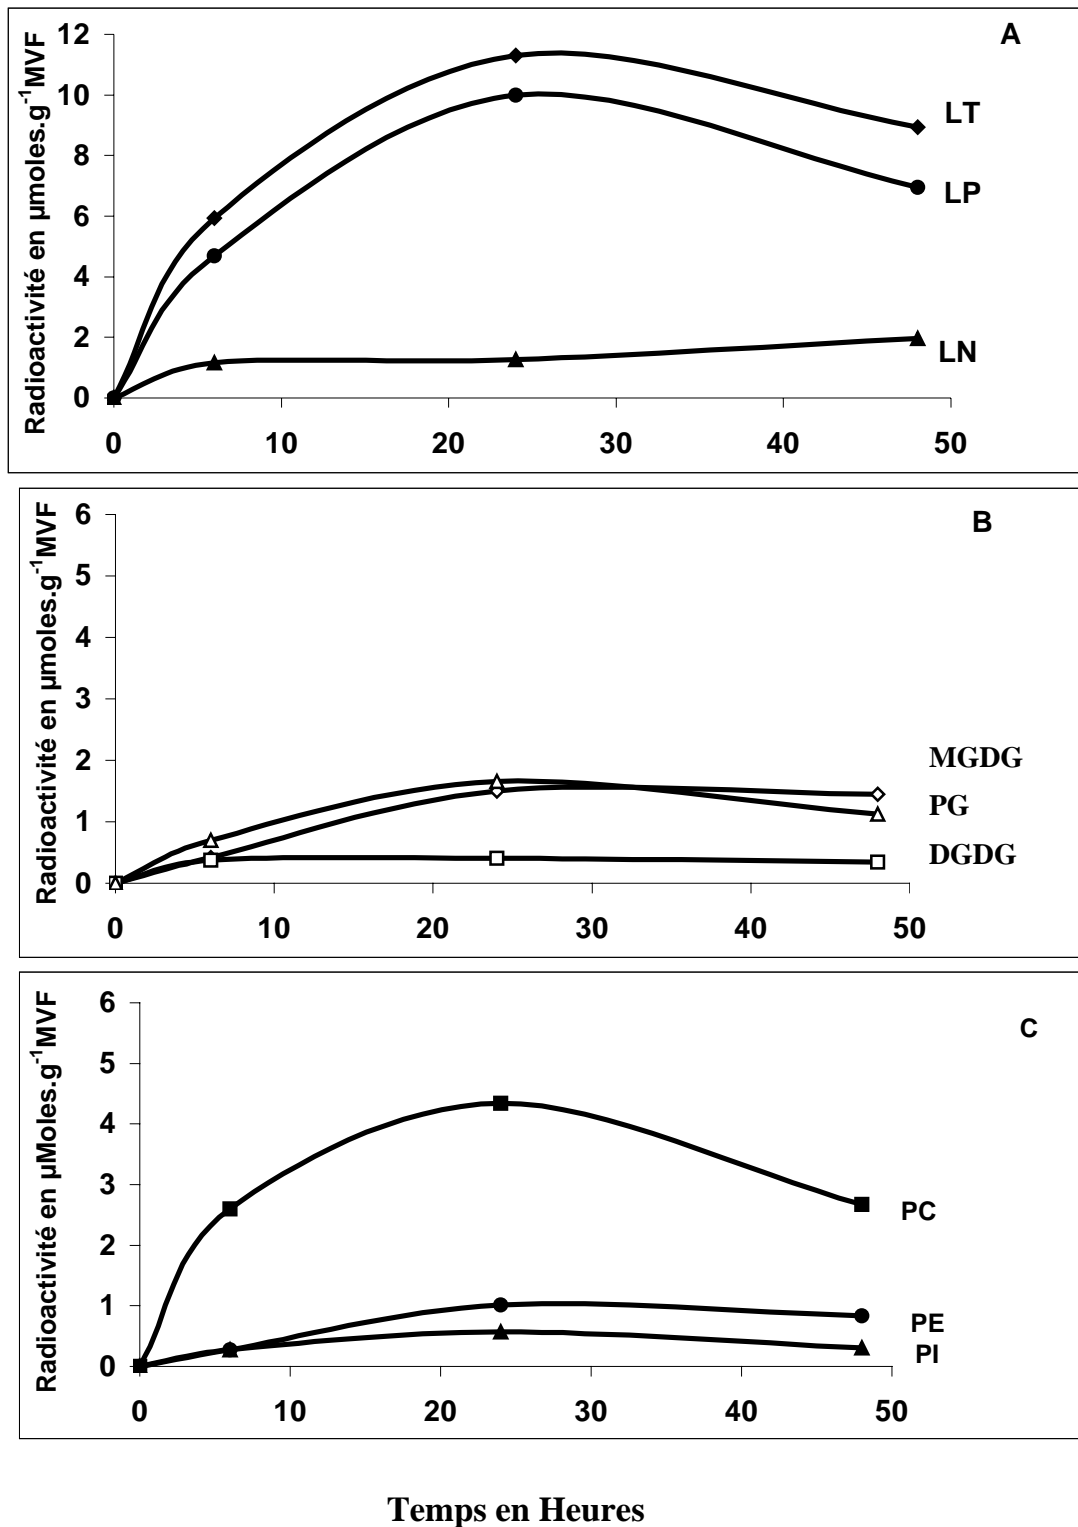 A
Radioactivité en µmoles.g-1MVF
12
10
8
6
4
2
0
0 10 20 30 40 50
LT
LP
LN
B
Radioactivité en µmoles.g-1MVF
6
5
4
3
2
1
0
0 10 20 30 40 50
MGDG
PG
DGDG
C
Radioactivité en µMoles.g-1MVF
6
5
4
3
2
1
0
0 10 20 30 40 50
PC
PE
PI
Temps en Heures